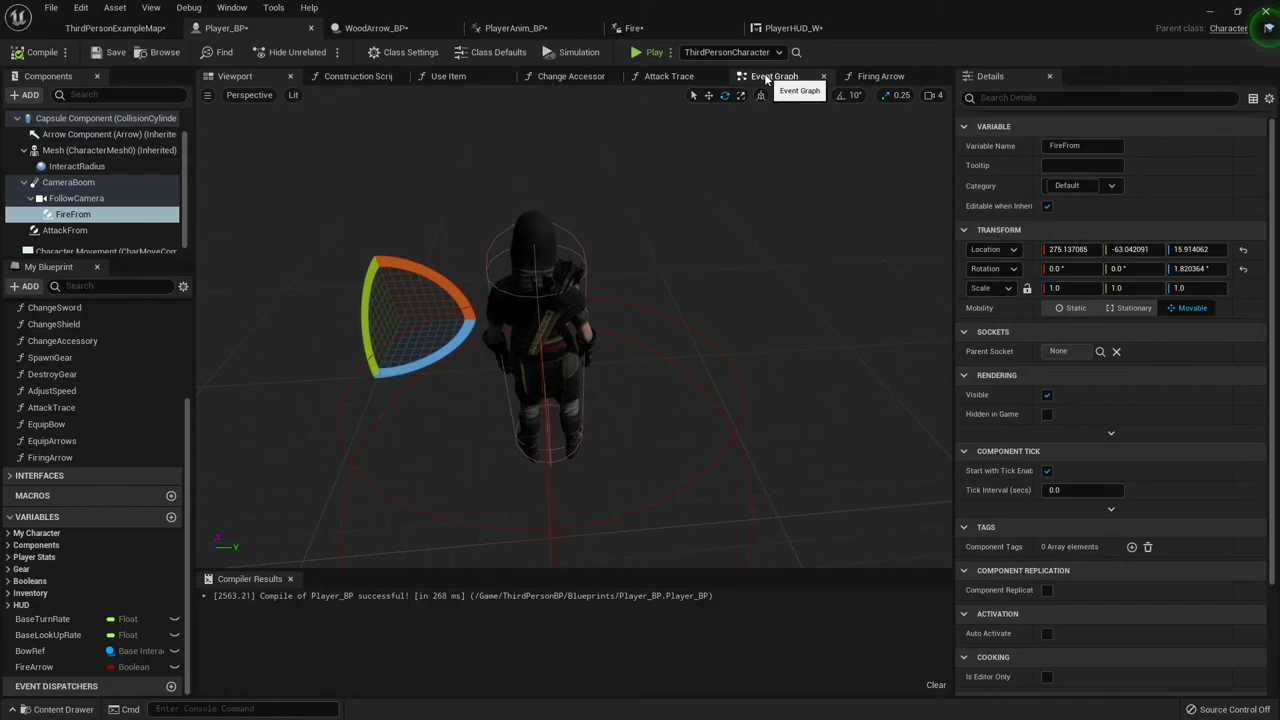 File Edit Asset View Debug Window Tools Help
ThirdPersonExampleMap• Player_BP• WoodArrow_BP• PlayerAnim_BP• Fire• PlayerHUD_W•
Parent class: Character
Compile Save Browse Find Hide Unrelated Class Settings Class Defaults Simulation Play ThirdPersonCharacter
Components Viewport Construction Scrip Use Item Change Accessor Attack Trace Event Graph Firing Arrow Details
ADD Search Perspective Lit Event Graph 10° 0.25 4 Search Details
Capsule Component (CollisionCylinde
Arrow Component (Arrow) (Inherited
Mesh (CharacterMesh0) (Inherited)
InteractRadius
CameraBoom
FollowCamera
FireFrom
AttackFrom
Character Movement (CharMoveComp
My Blueprint
ADD Search
ChangeSword
ChangeShield
ChangeAccessory
SpawnGear
DestroyGear
AdjustSpeed
AttackTrace
EquipBow
EquipArrows
FiringArrow
INTERFACES
MACROS
VARIABLES
My Character
Components
Player Stats
Gear
Booleans
Inventory
HUD
BaseTurnRate Float
BaseLookUpRate Float
BowRef Base Intera
FireArrow Boolean
EVENT DISPATCHERS
Y
Compiler Results
[2563.21] Compile of Player_BP successful! [in 268 ms] (/Game/ThirdPersonBP/Blueprints/Player_BP.Player_BP)
Clear
VARIABLE
Variable Name FireFrom
Tooltip
Category Default
Editable when Inheri
TRANSFORM
Location 275.137085 -63.042091 15.914062
Rotation 0.0 ° 0.0 ° 1.820364 °
Scale 1.0 1.0 1.0
Mobility Static Stationary Movable
SOCKETS
Parent Socket None
RENDERING
Visible
Hidden in Game
COMPONENT TICK
Start with Tick Enab
Tick Interval (secs) 0.0
TAGS
Component Tags 0 Array elements
COMPONENT REPLICATION
Component Replicat
ACTIVATION
Auto Activate
COOKING
Is Editor Only
Content Drawer Cmd Enter Console Command Source Control Off